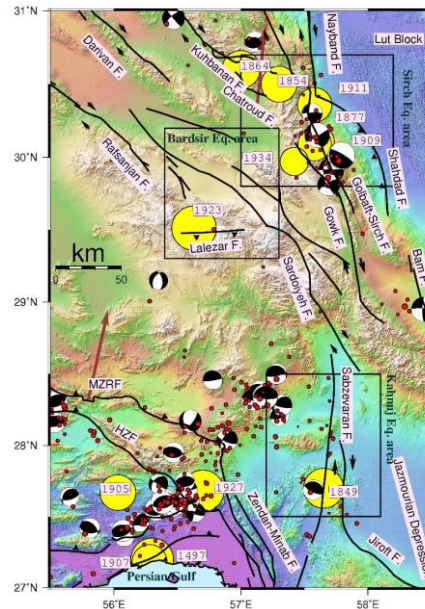 31°N
Darivan F.
Kuhbanan F.
Nayband F.
Lut Block
1864
1854
Chatroud F.
1911
Sirch Eq. area
1877
Bardsir Eq. area
1909
30°N
Rafsanjan F.
1934
Shahdad F.
Golbaft-Sirch F.
Gowk F.
1923
Lalezar F.
km
0
50
Sardoiyeh F.
Bam F.
29°N
MZRF
Sabzevaran F.
Kahnuj Eq. area
HZF
28°N
1905
1927
1849
Zendan-Minab F.
Jazmourian Depression
Jiroft F.
1907
1497
Persian Gulf
27°N
56°E
57°E
58°E